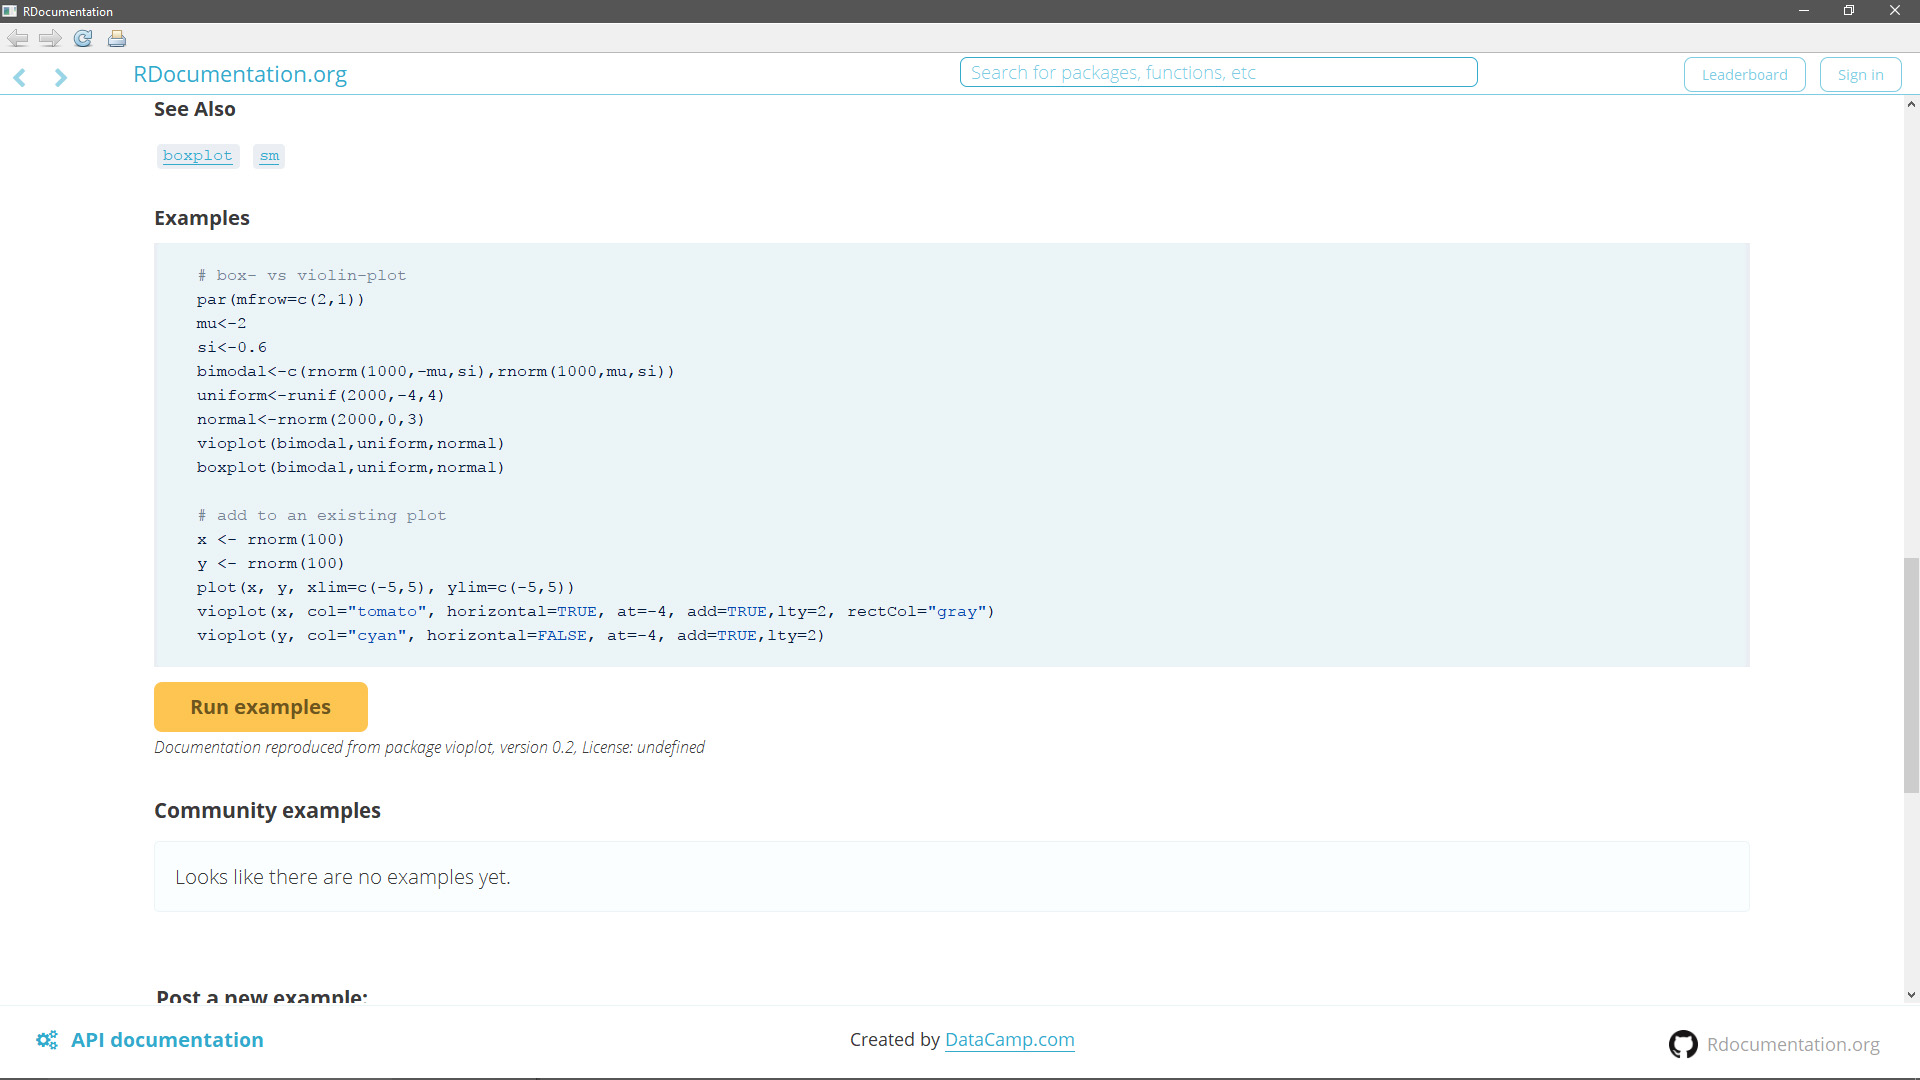 RDocumentation
RDocumentation.org
Search for packages, functions, etc
Leaderboard
Sign in
See Also
boxplot sm
Examples
# box- vs violin-plot
par(mfrow=c(2,1))
mu<-2
si<-0.6
bimodal<-c(rnorm(1000,-mu,si),rnorm(1000,mu,si))
uniform<-runif(2000,-4,4)
normal<-rnorm(2000,0,3)
vioplot(bimodal,uniform,normal)
boxplot(bimodal,uniform,normal)
# add to an existing plot
x <- rnorm(100)
y <- rnorm(100)
plot(x, y, xlim=c(-5,5), ylim=c(-5,5))
vioplot(x, col="tomato", horizontal=TRUE, at=-4, add=TRUE,lty=2, rectCol="gray")
vioplot(y, col="cyan", horizontal=FALSE, at=-4, add=TRUE,lty=2)
Run examples
Documentation reproduced from package vioplot, version 0.2, License: undefined
Community examples
Looks like there are no examples yet.
Post a new example:
API documentation
Created by DataCamp.com
Rdocumentation.org